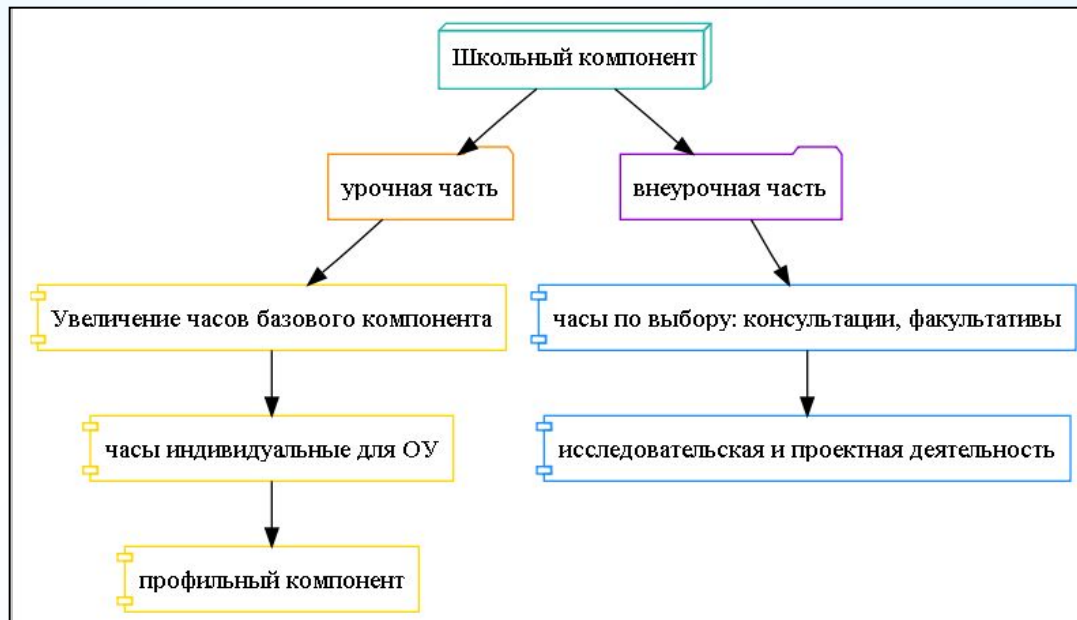 Школьный компонент
урочная часть
внеурочная часть
Увеличение часов базового компонента
часы по выбору: консультации, факультативы
часы индивидуальные для ОУ
исследовательская и проектная деятельность
профильный компонент